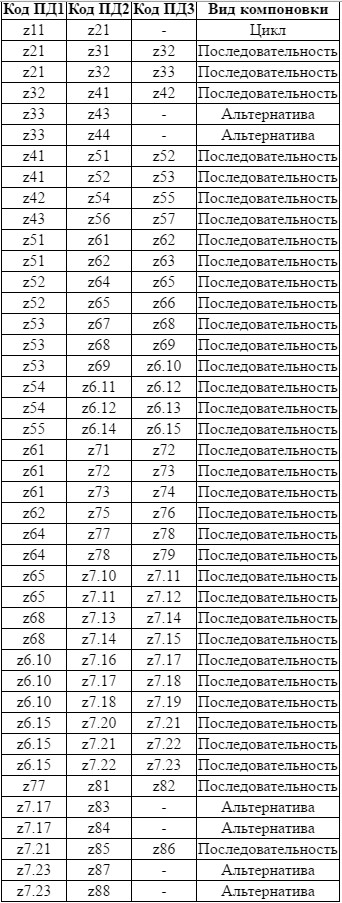 Код ПД1 Код ПД2 Код ПД3 Вид компоновки
z11 z21 - Цикл
z21 z31 z32 Последовательность
z21 z32 z33 Последовательность
z32 z41 z42 Последовательность
z33 z43 - Альтернатива
z33 z44 - Альтернатива
z41 z51 z52 Последовательность
z41 z52 z53 Последовательность
z42 z54 z55 Последовательность
z43 z56 z57 Последовательность
z51 z61 z62 Последовательность
z51 z62 z63 Последовательность
z52 z64 z65 Последовательность
z52 z65 z66 Последовательность
z53 z67 z68 Последовательность
z53 z68 z69 Последовательность
z53 z69 z6.10 Последовательность
z54 z6.11 z6.12 Последовательность
z54 z6.12 z6.13 Последовательность
z55 z6.14 z6.15 Последовательность
z61 z71 z72 Последовательность
z61 z72 z73 Последовательность
z61 z73 z74 Последовательность
z62 z75 z76 Последовательность
z64 z77 z78 Последовательность
z64 z78 z79 Последовательность
z65 z7.10 z7.11 Последовательность
z65 z7.11 z7.12 Последовательность
z68 z7.13 z7.14 Последовательность
z68 z7.14 z7.15 Последовательность
z6.10 z7.16 z7.17 Последовательность
z6.10 z7.17 z7.18 Последовательность
z6.10 z7.18 z7.19 Последовательность
z6.15 z7.20 z7.21 Последовательность
z6.15 z7.21 z7.22 Последовательность
z6.15 z7.22 z7.23 Последовательность
z77 z81 z82 Последовательность
z7.17 z83 - Альтернатива
z7.17 z84 - Альтернатива
z7.21 z85 z86 Последовательность
z7.23 z87 - Альтернатива
z7.23 z88 - Альтернатива